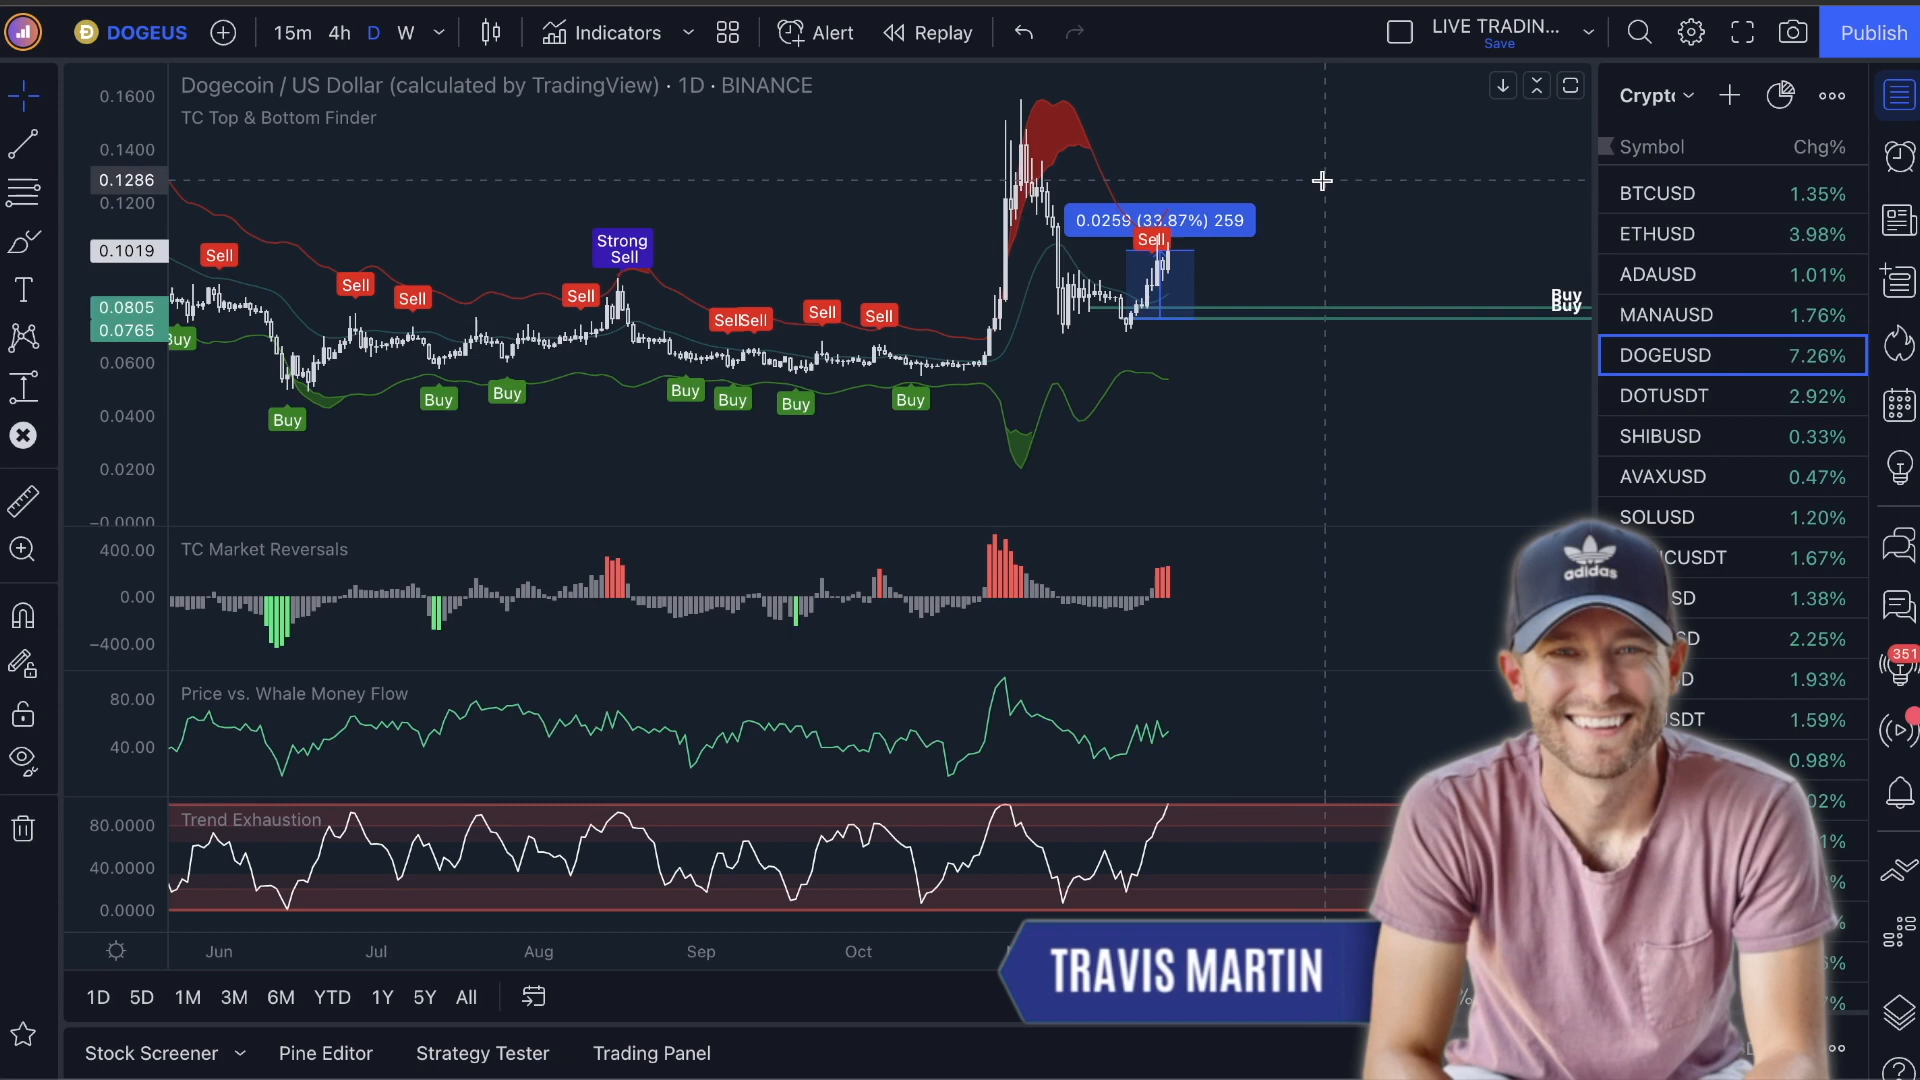 DOGEUS
15m 4h D W
Indicators
Alert
Replay
LIVE TRADIN...
Save
Publish
Dogecoin / US Dollar (calculated by TradingView) · 1D · BINANCE
TC Top & Bottom Finder
0.1600
0.1400
0.1286
0.1200
0.1019
0.0805
0.0765
0.0600
0.0400
0.0200
−0.0000
0.0259 (33.87%) 259
Sell
Strong
Sell
Sell
Sell
Sell
Sell
SellSell
Sell
Sell
Buy
Buy
Buy
Buy
Buy
Buy
Buy
Buy
Buy
Buy
TC Market Reversals
400.00
0.00
−400.00
Price vs. Whale Money Flow
80.00
40.00
Trend Exhaustion
80.0000
40.0000
0.0000
Jun Jul Aug Sep Oct
1D 5D 1M 3M 6M YTD 1Y 5Y All
Stock Screener Pine Editor Strategy Tester Trading Panel
Symbol Chg%
BTCUSD 1.35%
ETHUSD 3.98%
ADAUSD 1.01%
MANAUSD 1.76%
DOGEUSD 7.26%
DOTUSDT 2.92%
SHIBUSD 0.33%
AVAXUSD 0.47%
SOLUSD 1.20%
CUSDT 1.67%
SD 1.38%
SD 2.25%
D 1.93%
SDT 1.59%
0.98%
02%
1%
351
adidas
TRAVIS MARTIN